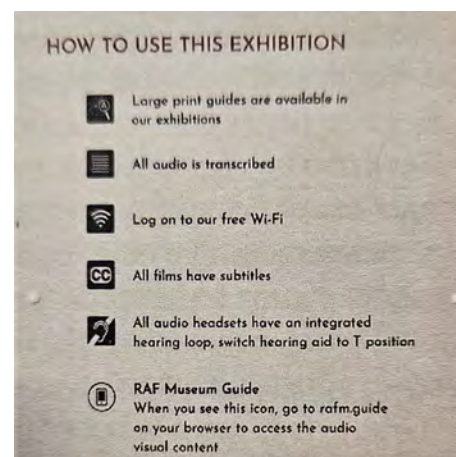 HOW TO USE THIS EXHIBITION
Large print guides are available in
our exhibitions
All audio is transcribed
Log on to our free Wi-Fi
CC
All films have subtitles
All audio headsets have an integrated
hearing loop, switch hearing aid to T position
RAF Museum Guide
When you see this icon, go to rafm.guide
on your browser to access the audio
visual content